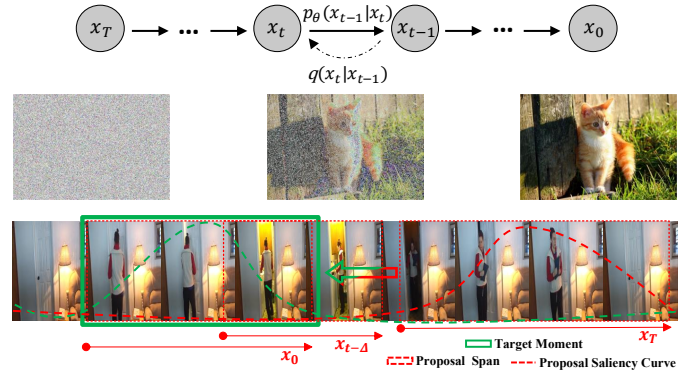 x_T ... x_t p_θ(x_{t-1}|x_t) x_{t-1} ... x_0
q(x_t|x_{t-1})
x_0 x_{t-Δ} x_T
Target Moment
Proposal Span Proposal Saliency Curve